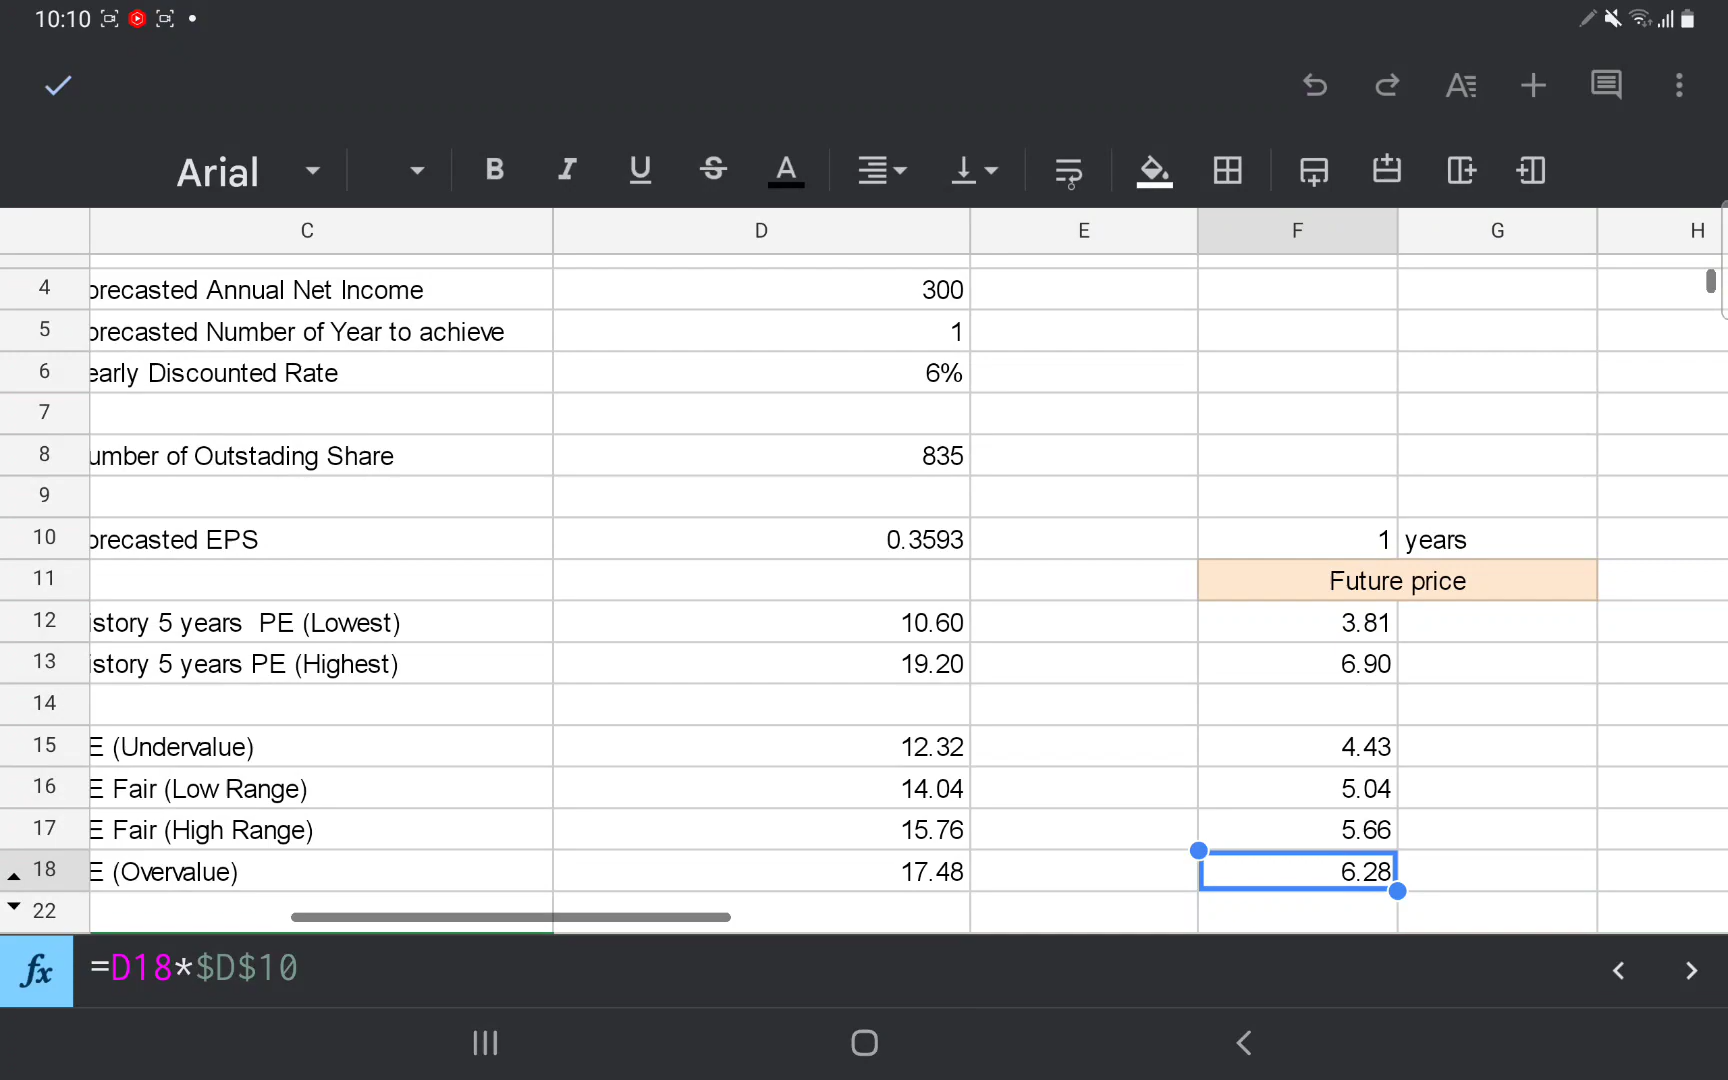 10:10
Arial
B I U S A
C D E F G H
4 orecasted Annual Net Income 300
5 orecasted Number of Year to achieve 1
6 early Discounted Rate 6%
7
8 umber of Outstading Share 835
9
10 orecasted EPS 0.3593 1 years
11 Future price
12 istory 5 years PE (Lowest) 10.60 3.81
13 istory 5 years PE (Highest) 19.20 6.90
14
15 E (Undervalue) 12.32 4.43
16 E Fair (Low Range) 14.04 5.04
17 E Fair (High Range) 15.76 5.66
18 E (Overvalue) 17.48 6.28
22
fx =D18*$D$10